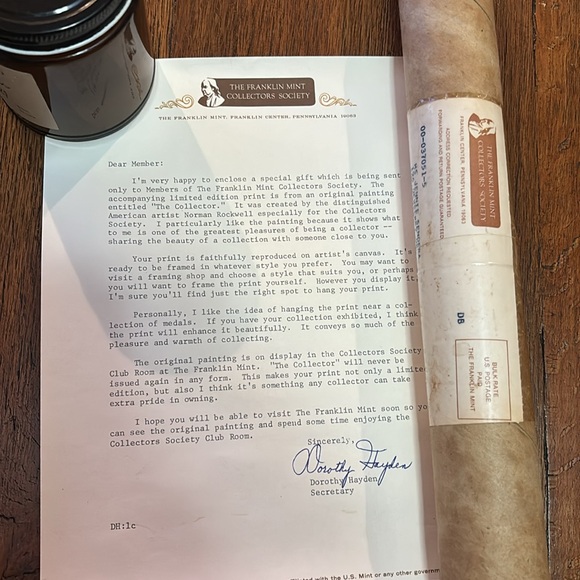 THE FRANKLIN MINT
COLLECTORS SOCIETY
THE FRANKLIN MINT, FRANKLIN CENTER, PENNSYLVANIA 19063
Dear Member:
I'm very happy to enclose a special gift which is being sent
only to Members of The Franklin Mint Collectors Society. The
accompanying limited edition print is from an original painting
entitled "The Collector." It was created by the distinguished
American artist Norman Rockwell especially for the Collectors
Society. I particularly like the painting because it shows what
to me is one of the greatest pleasures of being a collector --
sharing the beauty of a collection with someone close to you.
Your print is faithfully reproduced on artist's canvas. It's
ready to be framed in whatever style you prefer. You may want to
visit a framing shop and choose a style that suits you, or perhaps
you will want to frame the print yourself. However you display it,
I'm sure you'll find just the right spot to hang your print.
Personally, I like the idea of hanging the print near a col-
lection of medals. If you have your collection exhibited, I think
the print will enhance it beautifully. It conveys so much of the
pleasure and warmth of collecting.
The original painting is on display in the Collectors Society
Club Room at The Franklin Mint. "The Collector" will never be
issued again in any form. This makes your print not only a limited
edition, but also I think it's something any collector can take
extra pride in owning.
I hope you will be able to visit The Franklin Mint soon so yo
can see the original painting and spend some time enjoying the
Collectors Society Club Room.
Sincerely,
Dorothy Hayden
Dorothy Hayden
Secretary
DH:lc
with the U.S. Mint or any other governm
THE FRANKLIN MINT
COLLECTORS SOCIETY
FRANKLIN CENTER, PENNSYLVANIA 19063
ADDRESS CORRECTION REQUESTED
FORWARDING AND RETURN POSTAGE GUARANTEED
00-037051-5
D6
BULK RATE
U.S. POSTAGE
PAID
THE FRANKLIN MINT